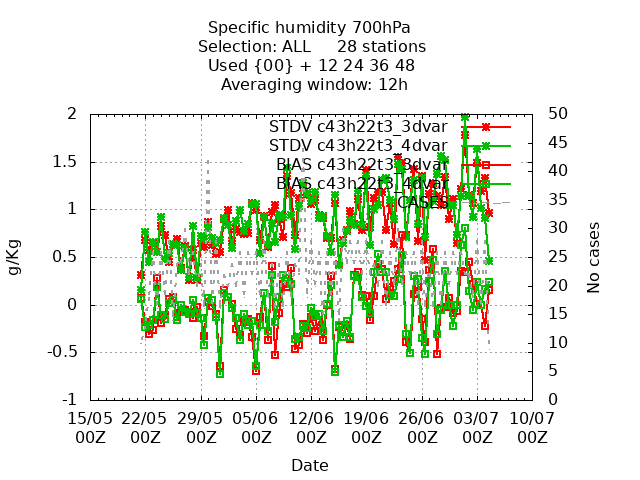 Specific humidity 700hPa
Selection: ALL 28 stations
Used {00} + 12 24 36 48
Averaging window: 12h
STDV c43h22t3_3dvar
STDV c43h22t3_4dvar
BIAS c43h22t3_3dvar
BIAS c43h22t3_4dvar
CASES
g/Kg
2
1.5
1
0.5
0
-0.5
-1
No cases
50
45
40
35
30
25
20
15
10
5
0
15/05 22/05 29/05 05/06 12/06 19/06 26/06 03/07 10/07
00Z 00Z 00Z 00Z 00Z 00Z 00Z 00Z 00Z
Date